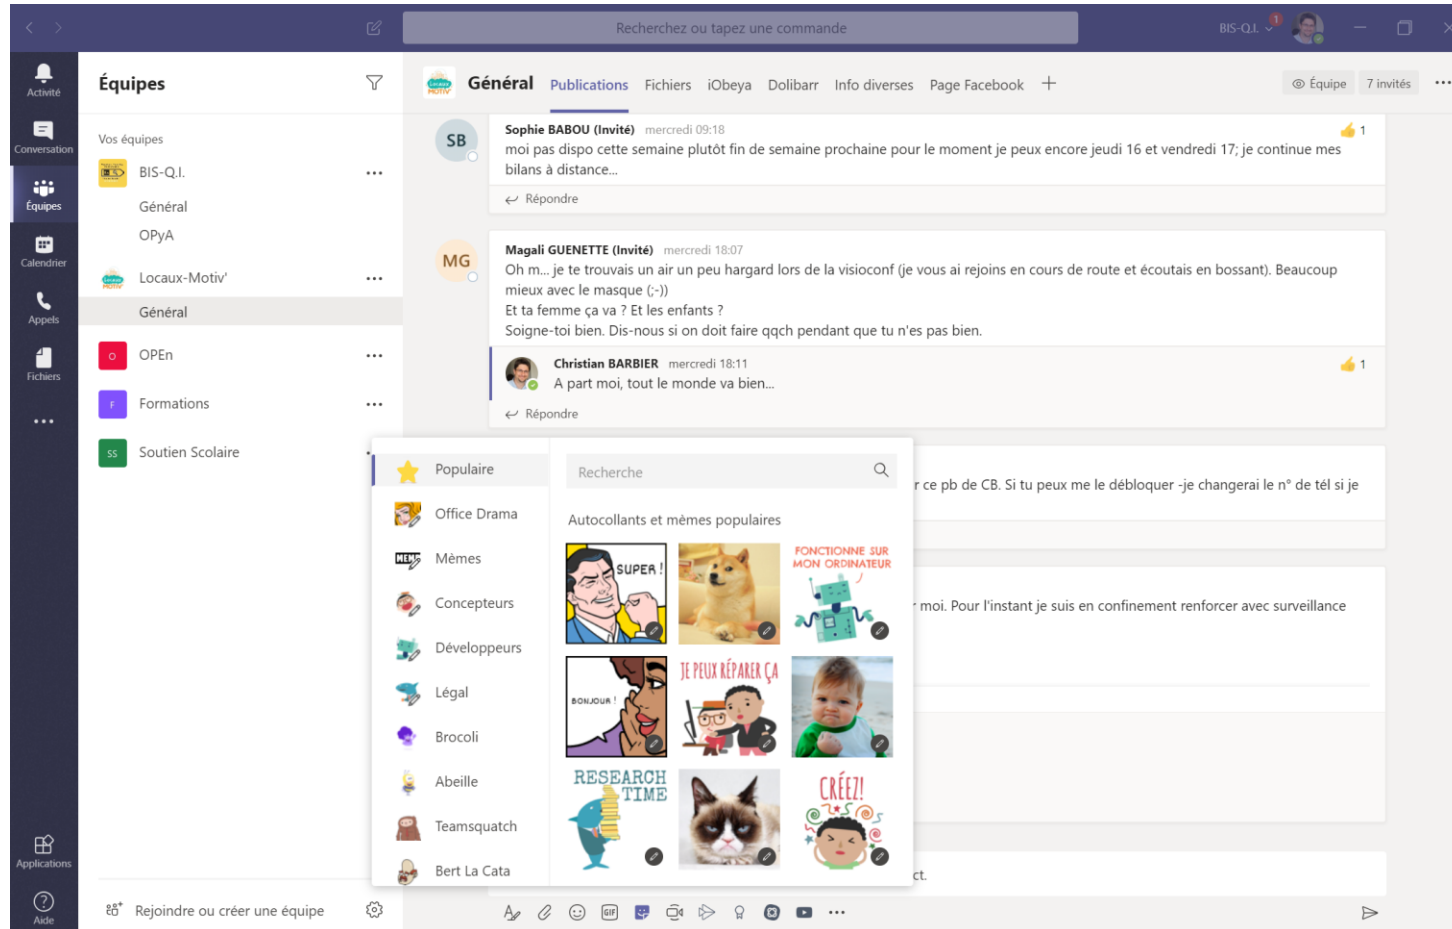 Recherchez ou tapez une commande
BIS-Q.I.
1
Activité
Conversation
Équipes
Calendrier
Appels
Fichiers
Applications
Aide
Équipes
Vos équipes
BIS-Q.I.
Général
OPyA
Locaux-Motiv'
Général
O
OPEn
F
Formations
SS
Soutien Scolaire
Rejoindre ou créer une équipe
Général
Publications
Fichiers
iObeya
Dolibarr
Info diverses
Page Facebook
Équipe
7 invités
SB
Sophie BABOU (Invité) mercredi 09:18
1
moi pas dispo cette semaine plutôt fin de semaine prochaine pour le moment je peux encore jeudi 16 et vendredi 17; je continue mes
bilans à distance...
Répondre
MG
Magali GUENETTE (Invité) mercredi 18:07
Oh m... je te trouvais un air un peu hargard lors de la visioconf (je vous ai rejoins en cours de route et écoutais en bossant). Beaucoup
mieux avec le masque (;-))
Et ta femme ça va ? Et les enfants ?
Soigne-toi bien. Dis-nous si on doit faire qqch pendant que tu n'es pas bien.
Christian BARBIER mercredi 18:11
1
A part moi, tout le monde va bien...
Répondre
r ce pb de CB. Si tu peux me le débloquer -je changerai le n° de tél si je
moi. Pour l'instant je suis en confinement renforcer avec surveillance
ct.
Populaire
Office Drama
MEME
Mèmes
Concepteurs
Développeurs
Légal
Brocoli
Abeille
Teamsquatch
Bert La Cata
Recherche
Autocollants et mèmes populaires
SUPER !
FONCTIONNE SUR
MON ORDINATEUR
BONJOUR !
JE PEUX RÉPARER ÇA
RESEARCH
TIME
CRÉEZ!
GIF